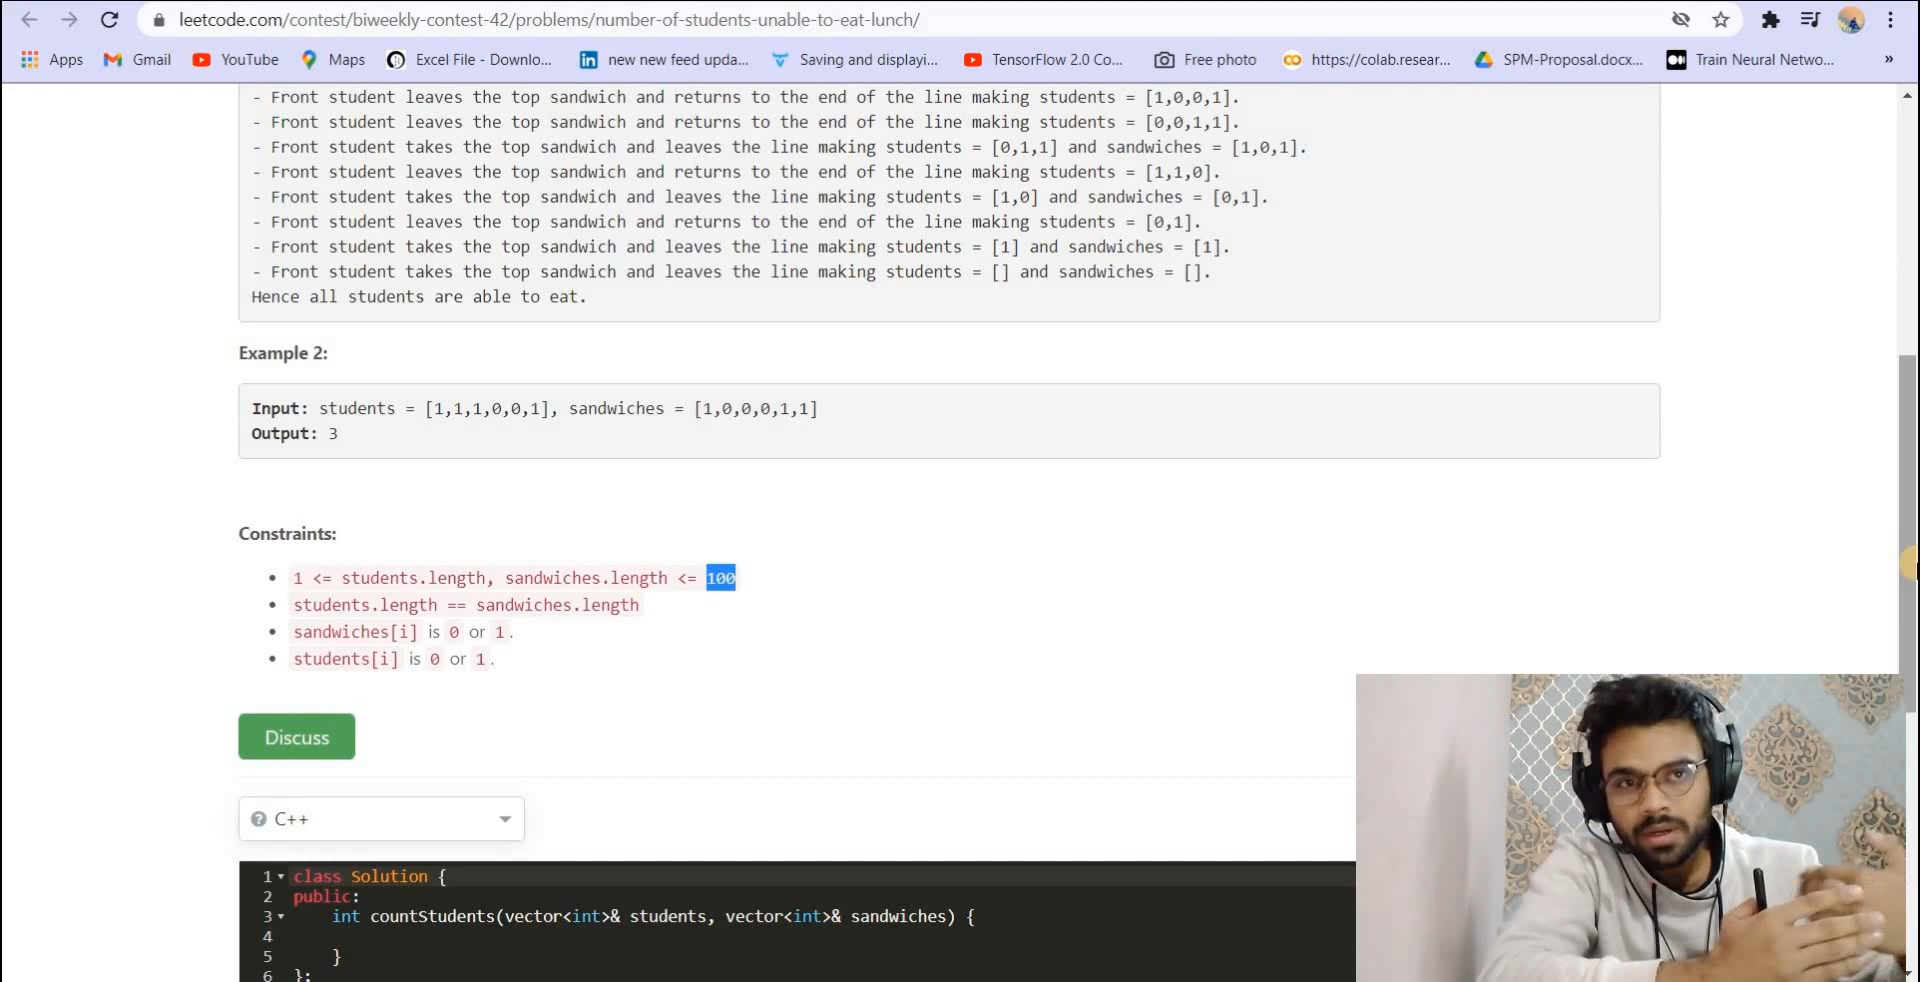 leetcode.com/contest/biweekly-contest-42/problems/number-of-students-unable-to-eat-lunch/
Apps Gmail YouTube Maps Excel File - Downlo... new new feed upda... Saving and displayi... TensorFlow 2.0 Co... Free photo https://colab.resear... SPM-Proposal.docx... Train Neural Netwo... »
- Front student leaves the top sandwich and returns to the end of the line making students = [1,0,0,1].
- Front student leaves the top sandwich and returns to the end of the line making students = [0,0,1,1].
- Front student takes the top sandwich and leaves the line making students = [0,1,1] and sandwiches = [1,0,1].
- Front student leaves the top sandwich and returns to the end of the line making students = [1,1,0].
- Front student takes the top sandwich and leaves the line making students = [1,0] and sandwiches = [0,1].
- Front student leaves the top sandwich and returns to the end of the line making students = [0,1].
- Front student takes the top sandwich and leaves the line making students = [1] and sandwiches = [1].
- Front student takes the top sandwich and leaves the line making students = [] and sandwiches = [].
Hence all students are able to eat.
Example 2:
Input: students = [1,1,1,0,0,1], sandwiches = [1,0,0,0,1,1]
Output: 3
Constraints:
• 1 <= students.length, sandwiches.length <= 100
• students.length == sandwiches.length
• sandwiches[i] is 0 or 1.
• students[i] is 0 or 1.
Discuss
C++
1 class Solution {
2 public:
3 int countStudents(vector<int>& students, vector<int>& sandwiches) {
4
5 }
6 };